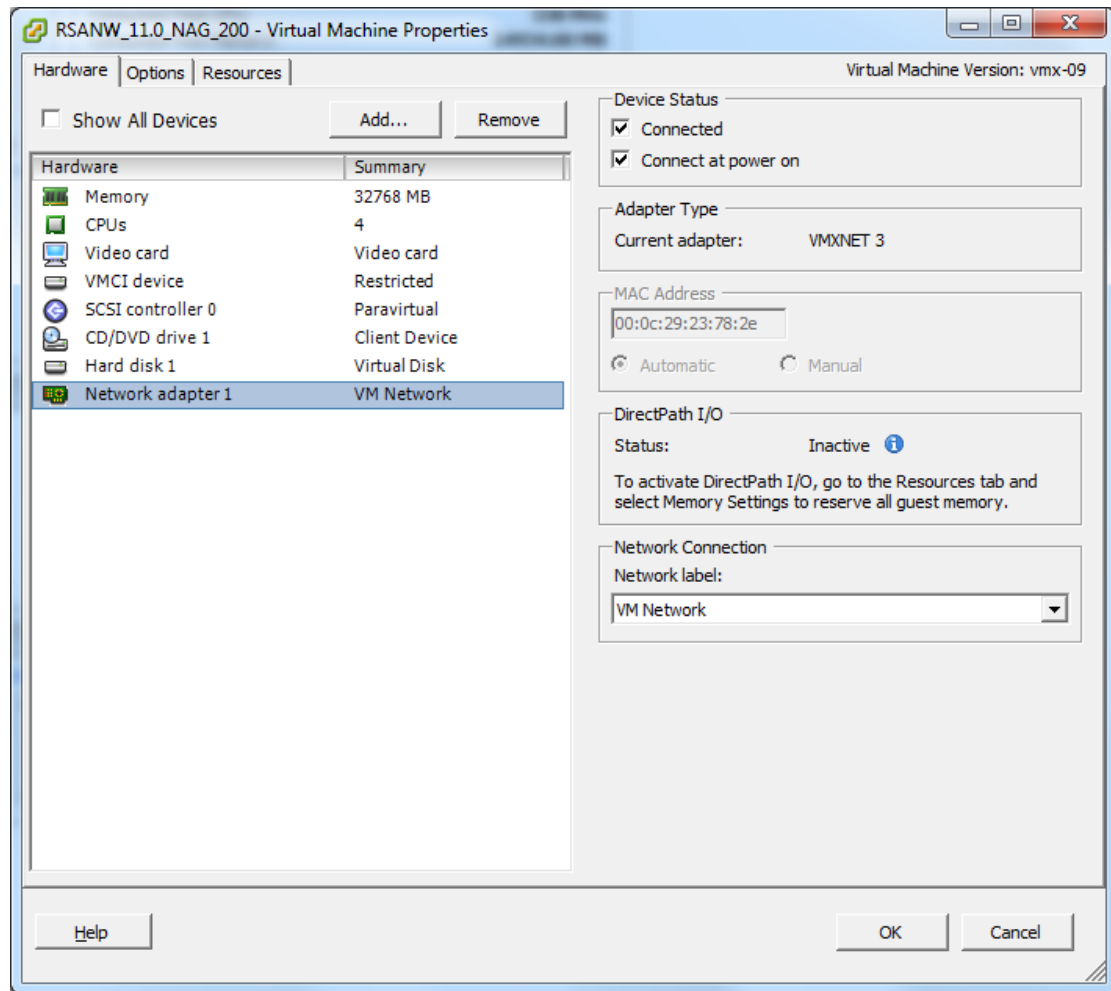 RSANW_11.0_NAG_200 - Virtual Machine Properties
Hardware Options Resources
Virtual Machine Version: vmx-09
Show All Devices
Add...
Remove
Hardware Summary
Memory 32768 MB
CPUs 4
Video card Video card
VMCI device Restricted
SCSI controller 0 Paravirtual
CD/DVD drive 1 Client Device
Hard disk 1 Virtual Disk
Network adapter 1 VM Network
Device Status
Connected
Connect at power on
Adapter Type
Current adapter: VMXNET 3
MAC Address
00:0c:29:23:78:2e
Automatic Manual
DirectPath I/O
Status: Inactive
To activate DirectPath I/O, go to the Resources tab and
select Memory Settings to reserve all guest memory.
Network Connection
Network label:
VM Network
Help
OK
Cancel